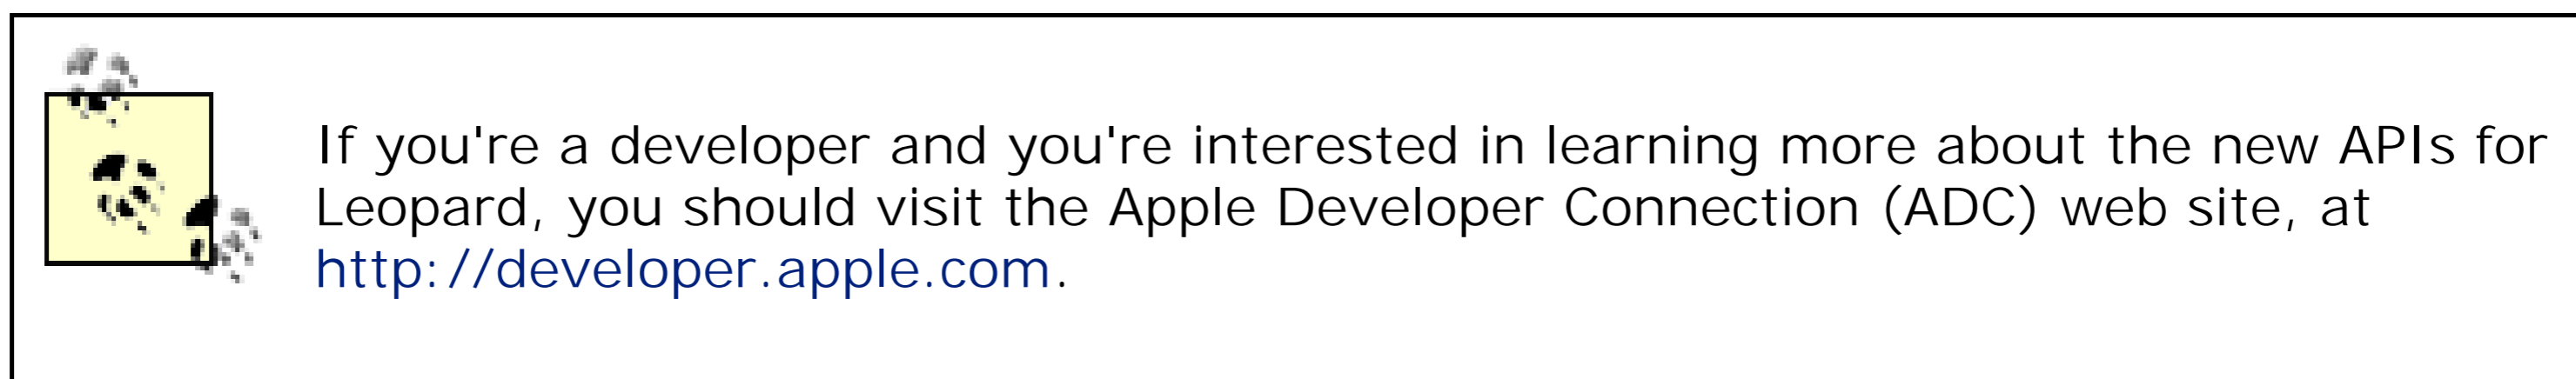 If you're a developer and you're interested in learning more about the new APIs for
Leopard, you should visit the Apple Developer Connection (ADC) web site, at
http://developer.apple.com.